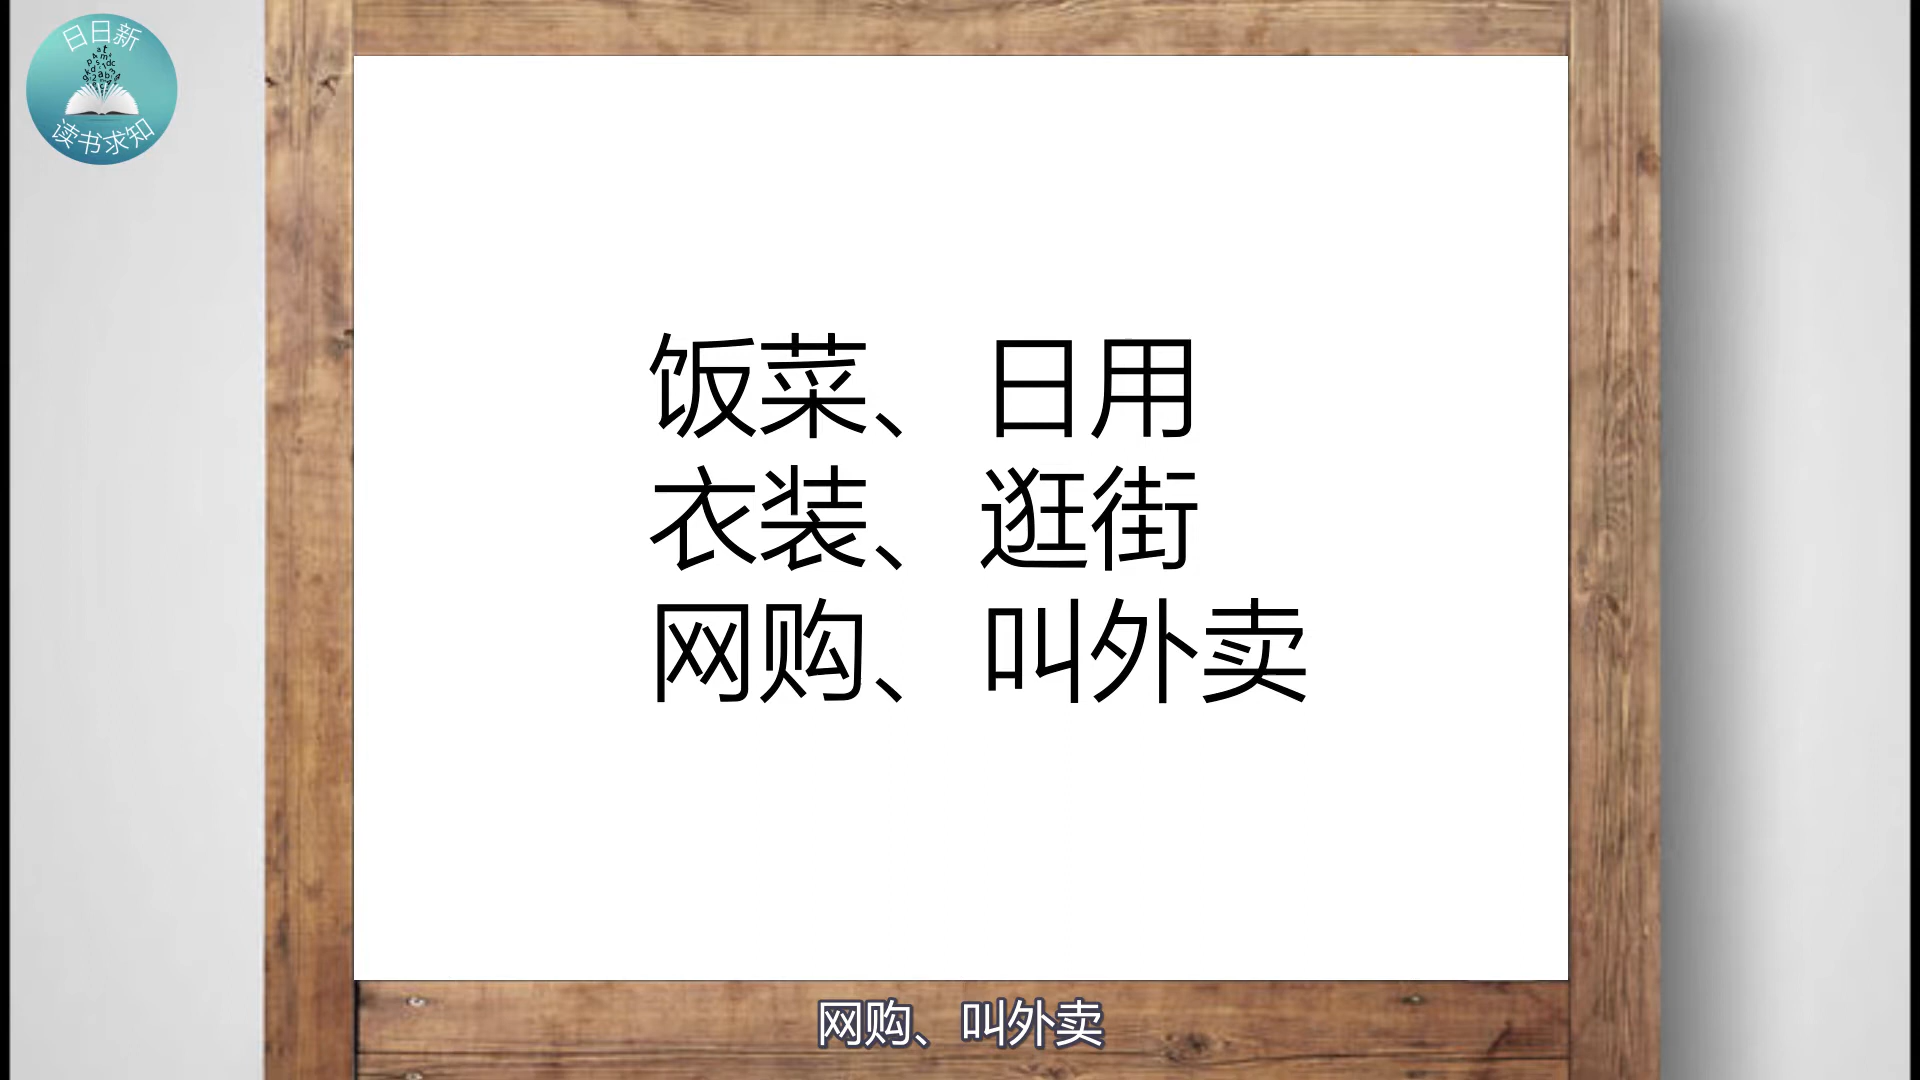 日日新
读书求知
饭菜、日用
衣装、逛街
网购、叫外卖
网购、叫外卖